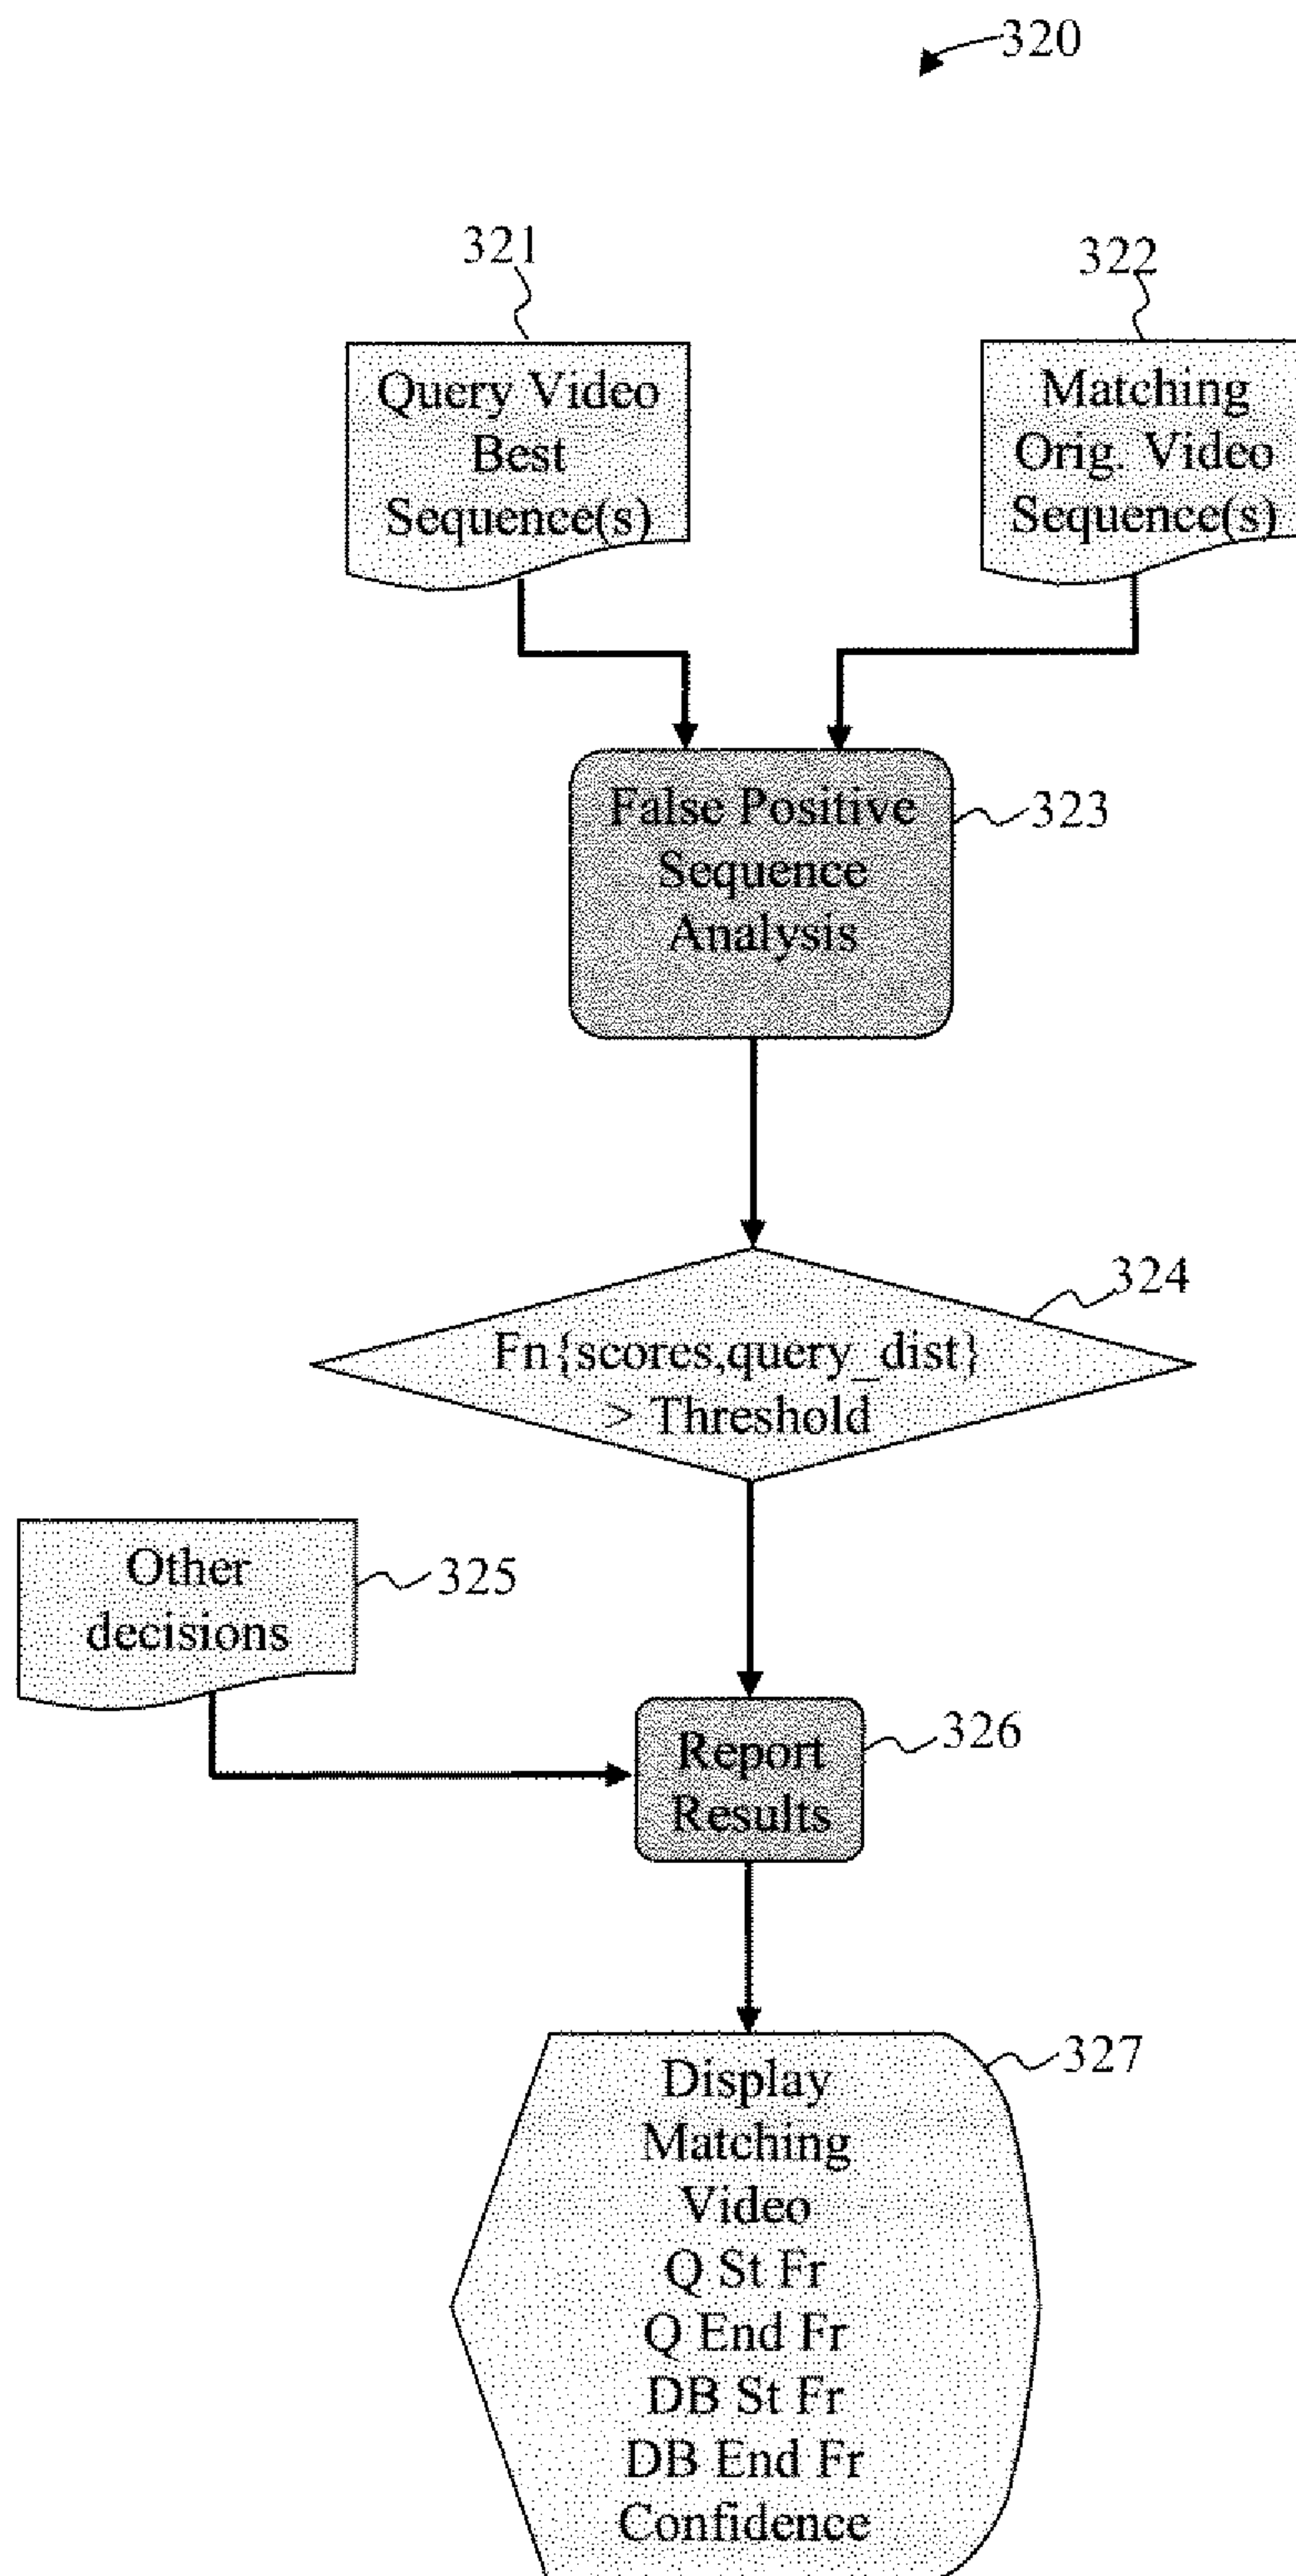 320
321
322
Query Video
Best
Sequence(s)
Matching
Orig. Video
Sequence(s)
False Positive
Sequence
Analysis
323
324
Fn{scores,query_dist}
> Threshold
Other
decisions
325
Report
Results
326
327
Display
Matching
Video
Q St Fr
Q End Fr
DB St Fr
DB End Fr
Confidence